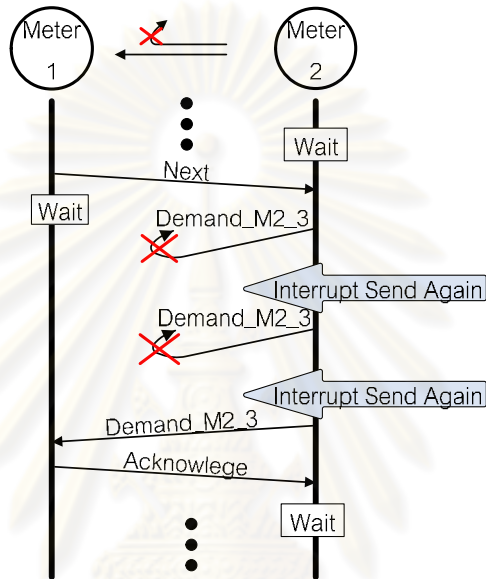 Meter
1
Meter
2
Wait
Next
Wait
Demand_M2_3
Interrupt Send Again
Demand_M2_3
Interrupt Send Again
Demand_M2_3
Acknowlege
Wait